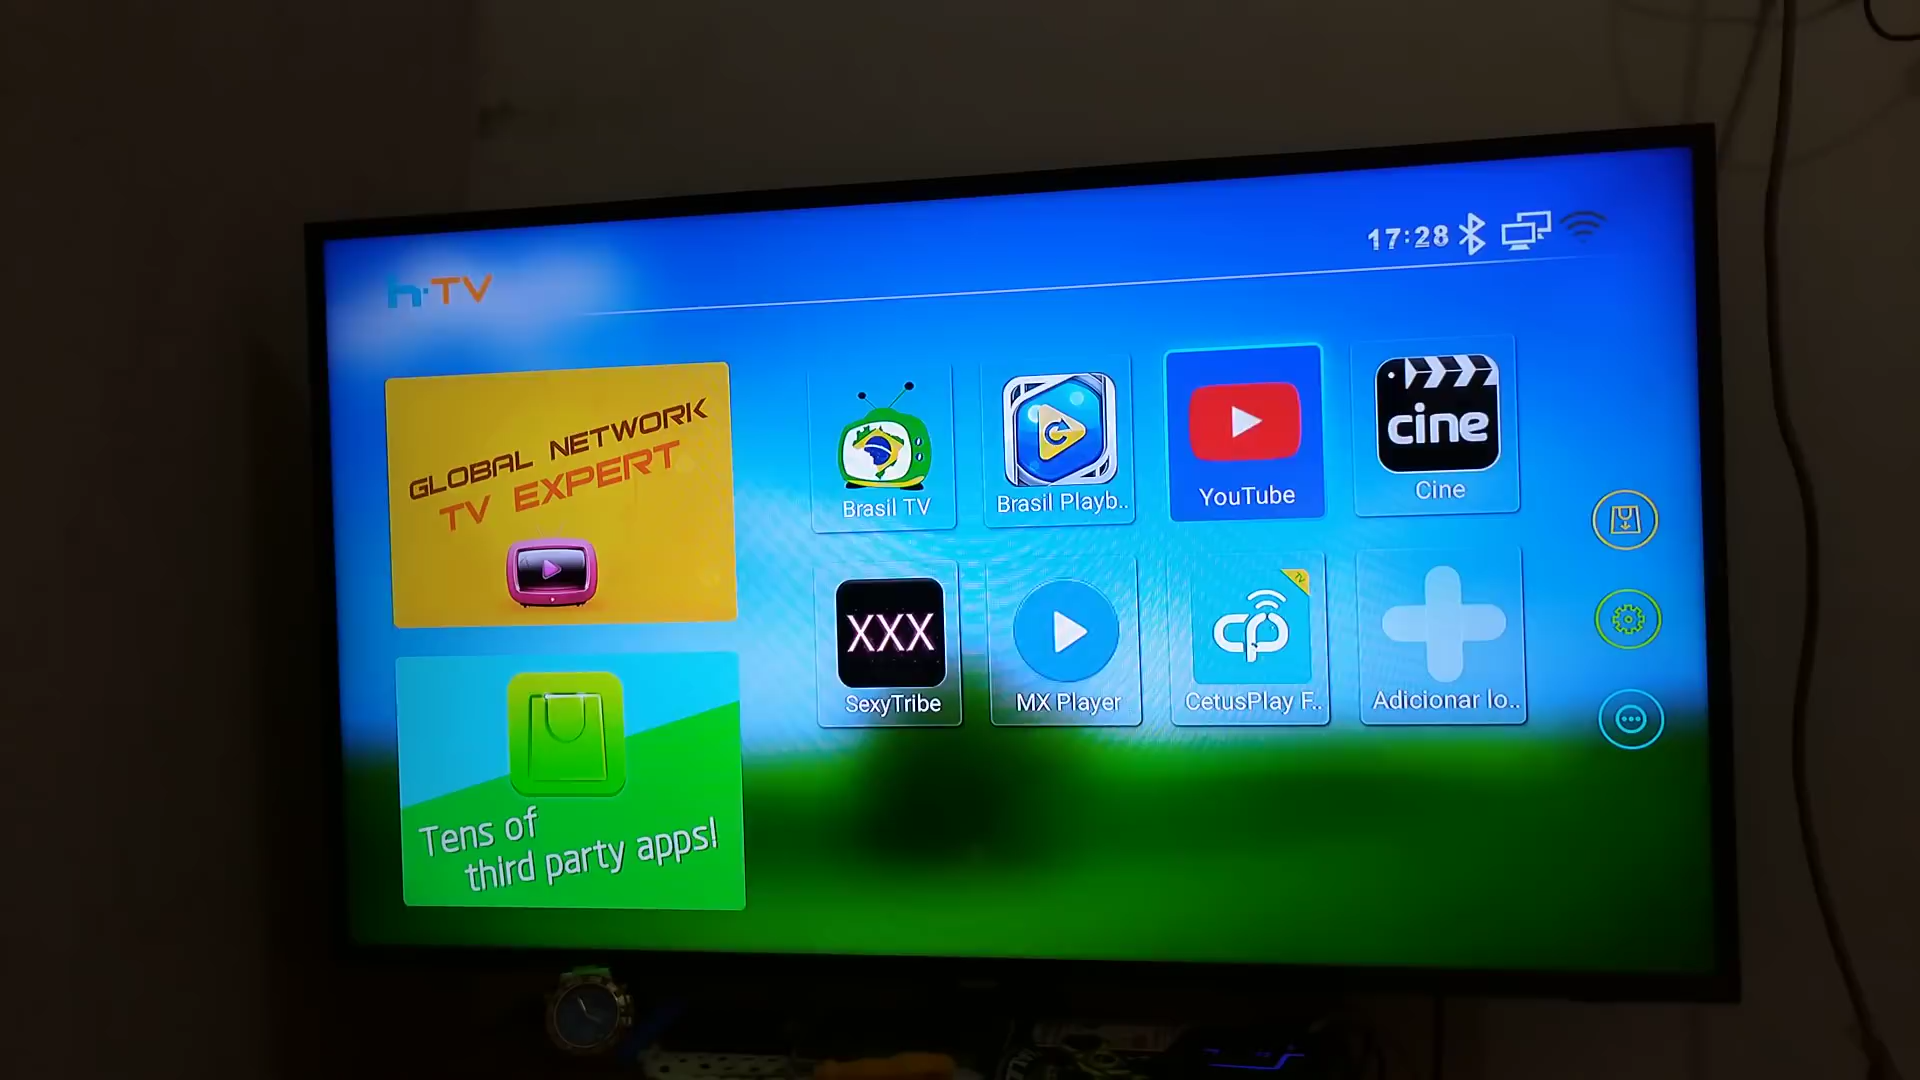 17:28
h·TV
GLOBAL NETWORK
TV EXPERT
cine
Brasil TV
Brasil Playb..
YouTube
Cine
XXX
TV
SexyTribe
MX Player
CetusPlay F..
Adicionar lo..
Tens of
third party apps!